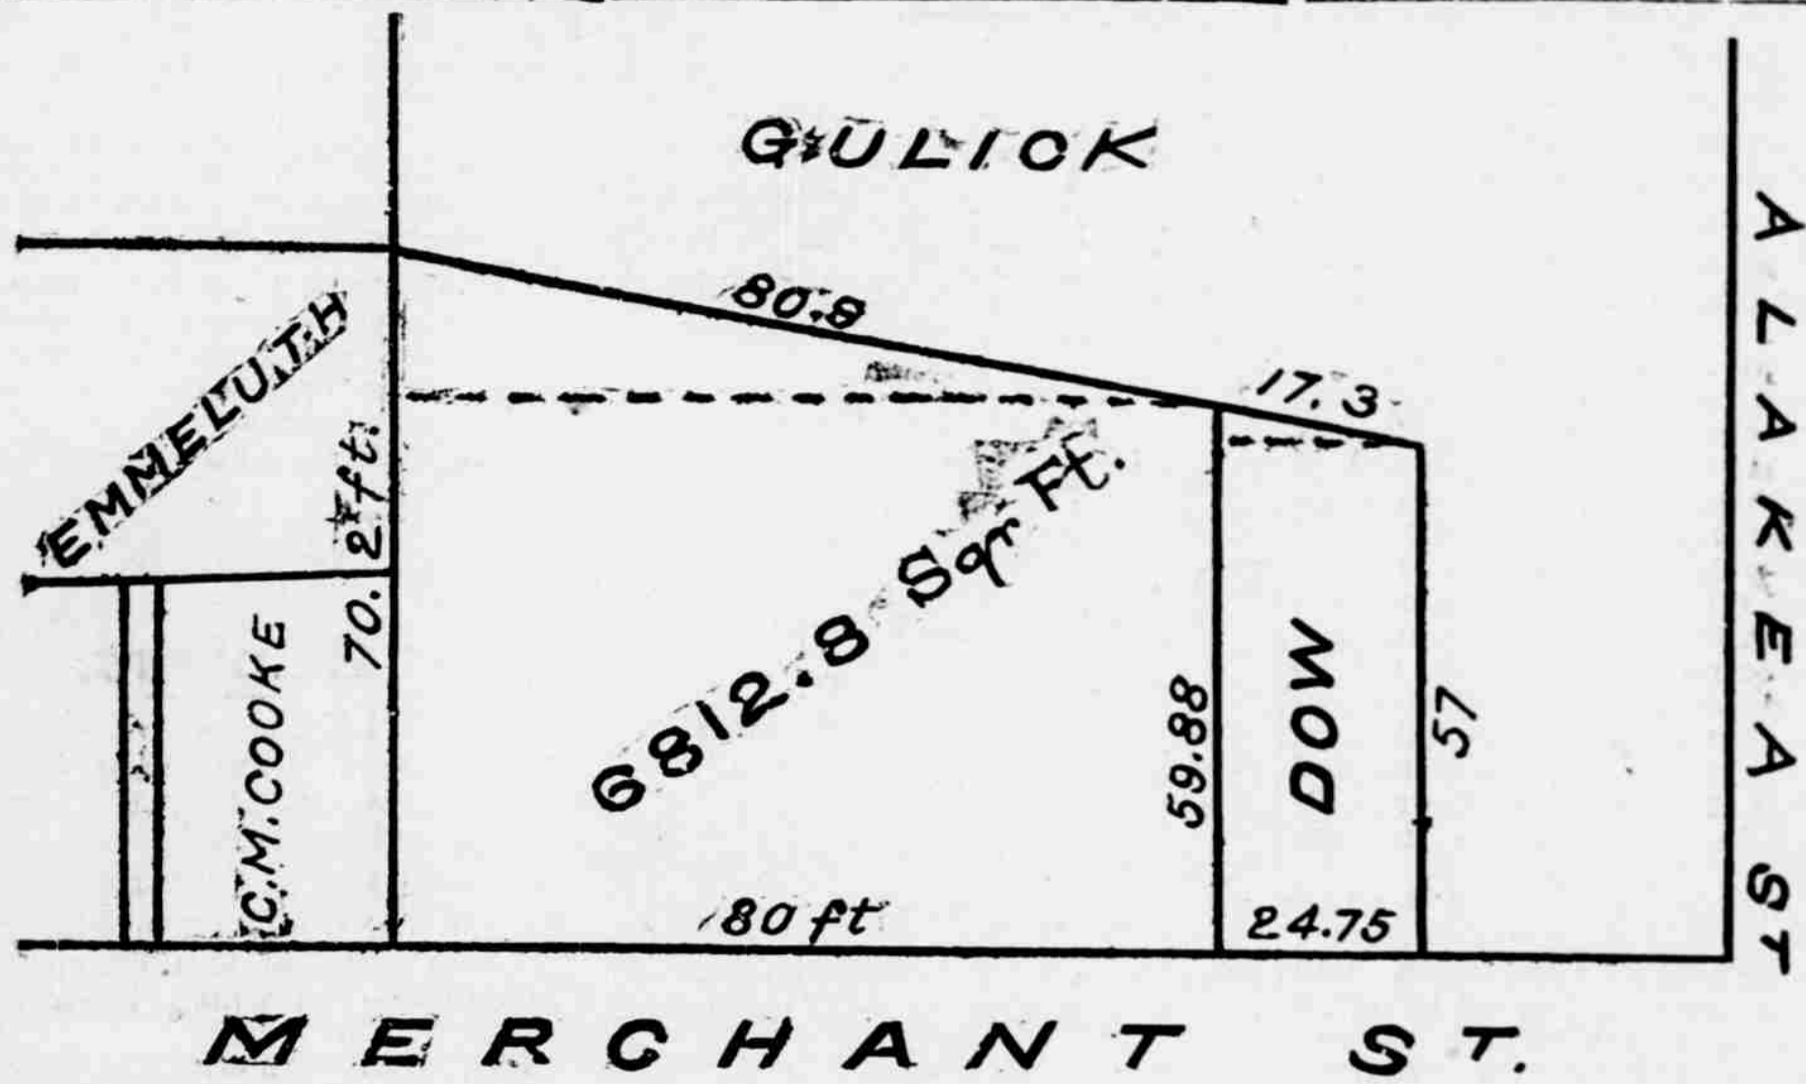 GULICK
ALAKEA ST
80.8
17.3
EMMELUTH
70.2 ft.
6812.8 Sqr Ft.
C.M.COOKE
59.88
DOW
57
80 ft
24.75
MERCHANT ST.